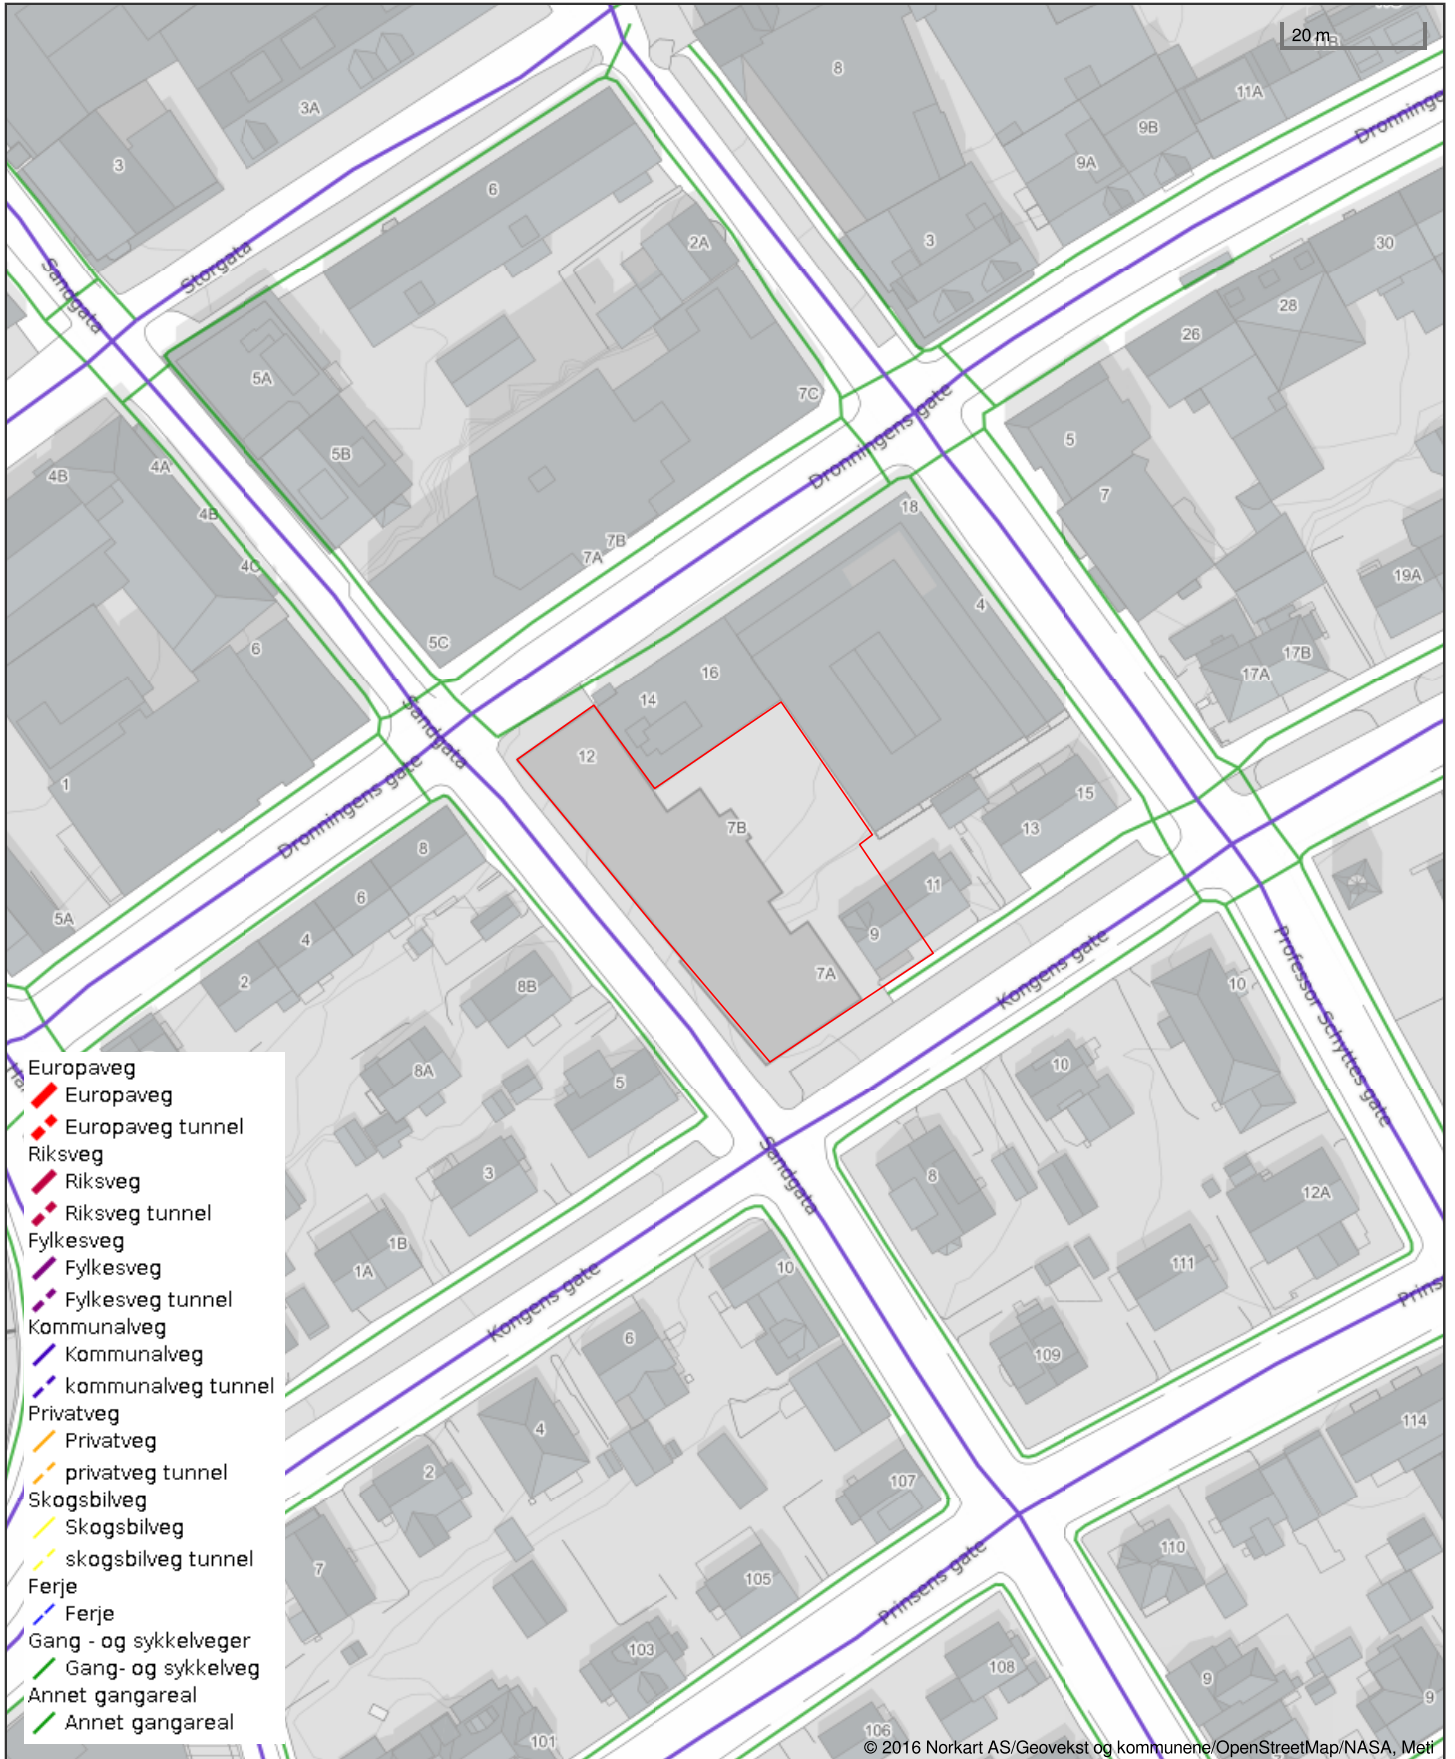 20 m
8
11A
3A
9B
Dronninge
3
9A
6
2A
3
30
Storgata
Sandgata
28
26
5A
7C
Dronningens gate
5
5B
4A
4B
7
18
4B
7B
7A
4C
19A
4
5C
6
17B
16
17A
14
Sandgata
12
1
15
Dronningens gate
7B
13
8
11
6
5A
9
4
Kongens gate
7A
2
8B
10
Professor Schyttes gate
10
8A
5
Sandgata
8
3
12A
1B
111
1A
10
Prins
Kongens gate
6
109
114
4
2
107
110
7
Prinsens gate
105
103
108
9
9
106
101
Europaveg
Europaveg
Europaveg tunnel
Riksveg
Riksveg
Riksveg tunnel
Fylkesveg
Fylkesveg
Fylkesveg tunnel
Kommunalveg
Kommunalveg
kommunalveg tunnel
Privatveg
Privatveg
privatveg tunnel
Skogsbilveg
Skogsbilveg
skogsbilveg tunnel
Ferje
Ferje
Gang - og sykkelveger
Gang- og sykkelveg
Annet gangareal
Annet gangareal
© 2016 Norkart AS/Geovekst og kommunene/OpenStreetMap/NASA, Meti